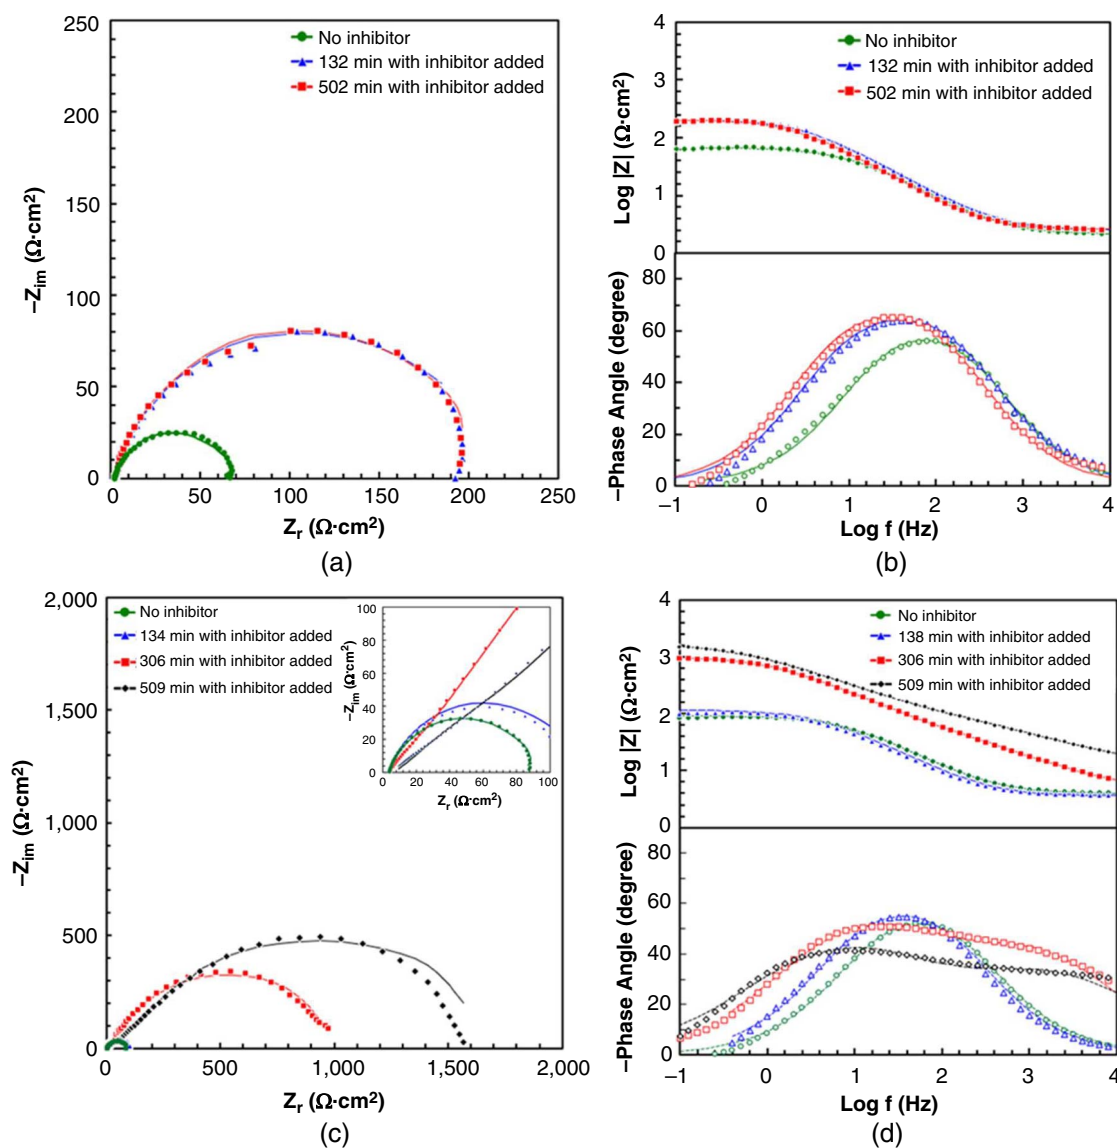 250
200
150
100
50
0
0 50 100 150 200 250
−Z_im (Ω·cm²)
Z_r (Ω·cm²)
No inhibitor
132 min with inhibitor added
502 min with inhibitor added
(a)
4
3
2
1
0
Log |Z| (Ω·cm²)
No inhibitor
132 min with inhibitor added
502 min with inhibitor added
80
60
40
20
0
−Phase Angle (degree)
−1 0 1 2 3 4
Log f (Hz)
(b)
2,000
1,500
1,000
500
0
0 500 1,000 1,500 2,000
−Z_im (Ω·cm²)
Z_r (Ω·cm²)
No inhibitor
134 min with inhibitor added
306 min with inhibitor added
509 min with inhibitor added
100
80
60
40
20
0
0 20 40 60 80 100
−Z_im (Ω·cm²)
Z_r (Ω·cm²)
(c)
4
3
2
1
0
Log |Z| (Ω·cm²)
No inhibitor
138 min with inhibitor added
306 min with inhibitor added
509 min with inhibitor added
80
60
40
20
0
−Phase Angle (degree)
−1 0 1 2 3 4
Log f (Hz)
(d)